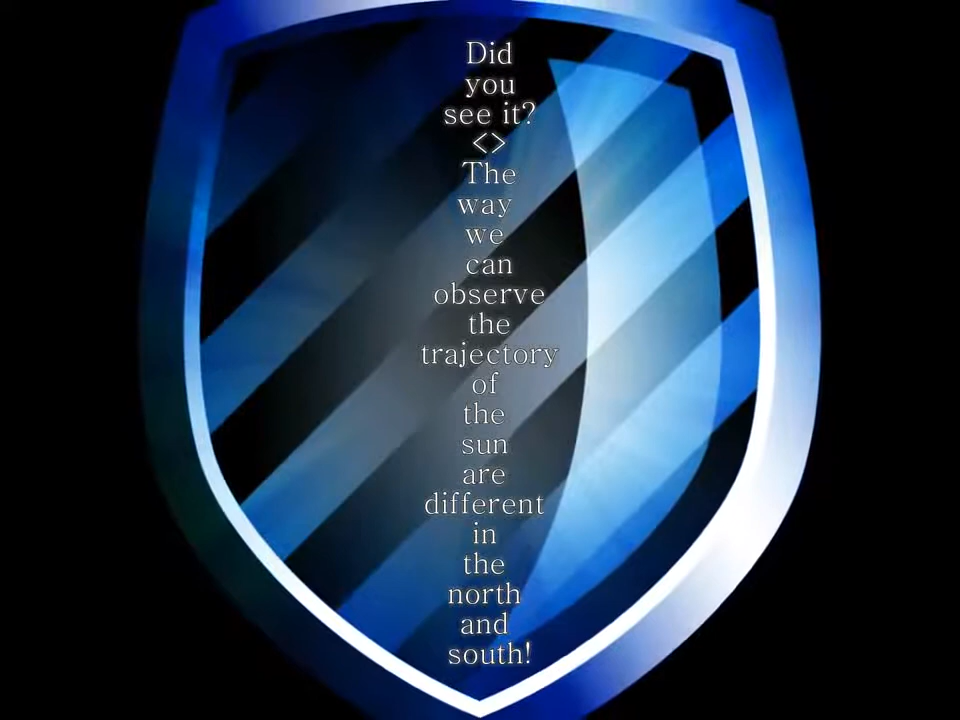 Did
you
see it?
<>
The
way
we
can
observe
the
trajectory
of
the
sun
are
different
in
the
north
and
south!